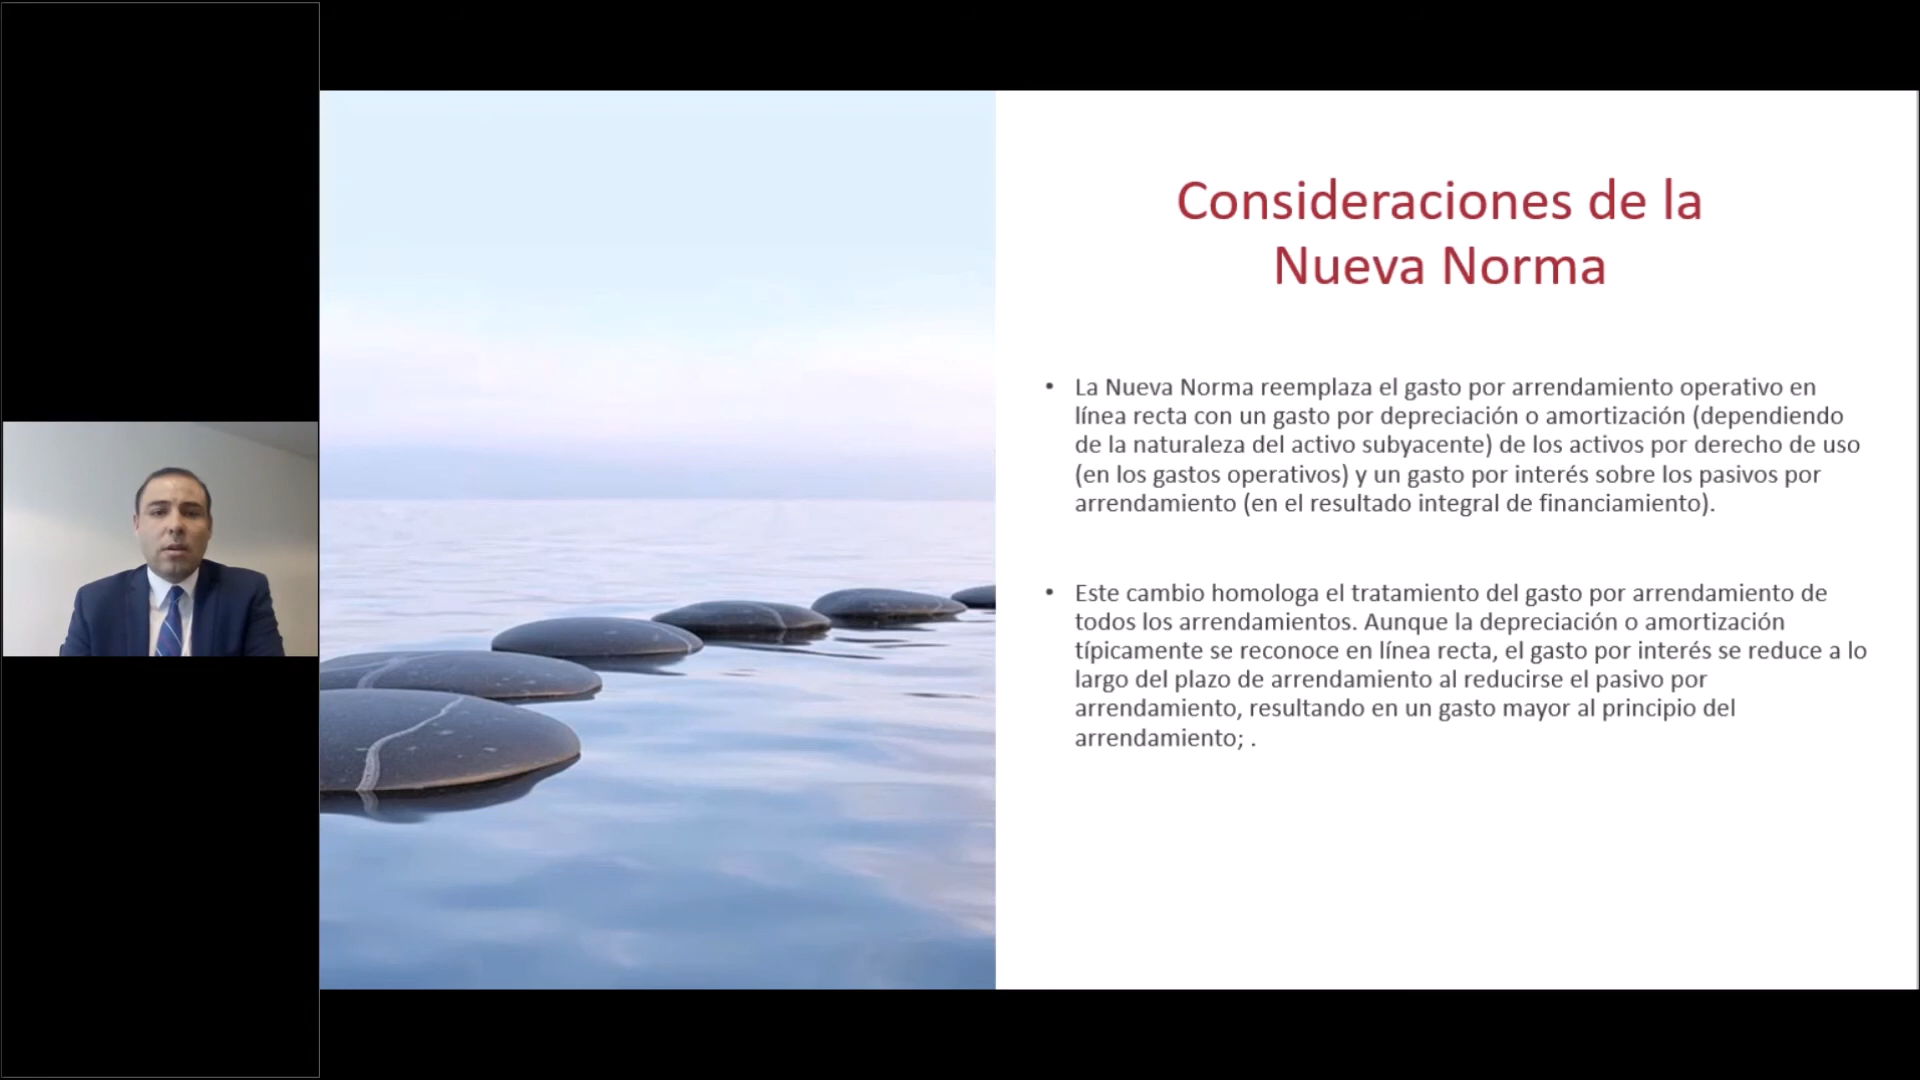 Consideraciones de la
Nueva Norma
• La Nueva Norma reemplaza el gasto por arrendamiento operativo en
línea recta con un gasto por depreciación o amortización (dependiendo
de la naturaleza del activo subyacente) de los activos por derecho de uso
(en los gastos operativos) y un gasto por interés sobre los pasivos por
arrendamiento (en el resultado integral de financiamiento).
• Este cambio homologa el tratamiento del gasto por arrendamiento de
todos los arrendamientos. Aunque la depreciación o amortización
típicamente se reconoce en línea recta, el gasto por interés se reduce a lo
largo del plazo de arrendamiento al reducirse el pasivo por
arrendamiento, resultando en un gasto mayor al principio del
arrendamiento; .